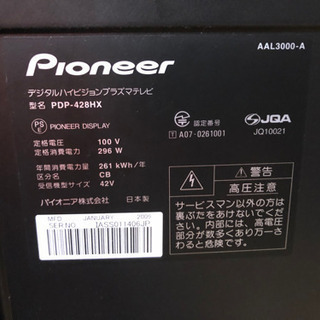 AAL3000-A
Pioneer
デジタルハイビジョンプラズマテレビ
型名 PDP-428HX
PS E PIONEER DISPLAY
認定番号
T A07-0261001
JQA
JQ10021
定格電圧 100 V
定格消費電力 296 W
年間消費電力量 261 kWh/年
区分名 CB
受信機型サイズ 42V
パイオニア株式会社 日本製
MFD. JANUARY
SER.NO.
警告
高圧注意
サービスマン以外の方は
裏ぶたをあけないでくだ
さい。内部には、高電圧
部分が数多くあり、万一さ
わると危険です。